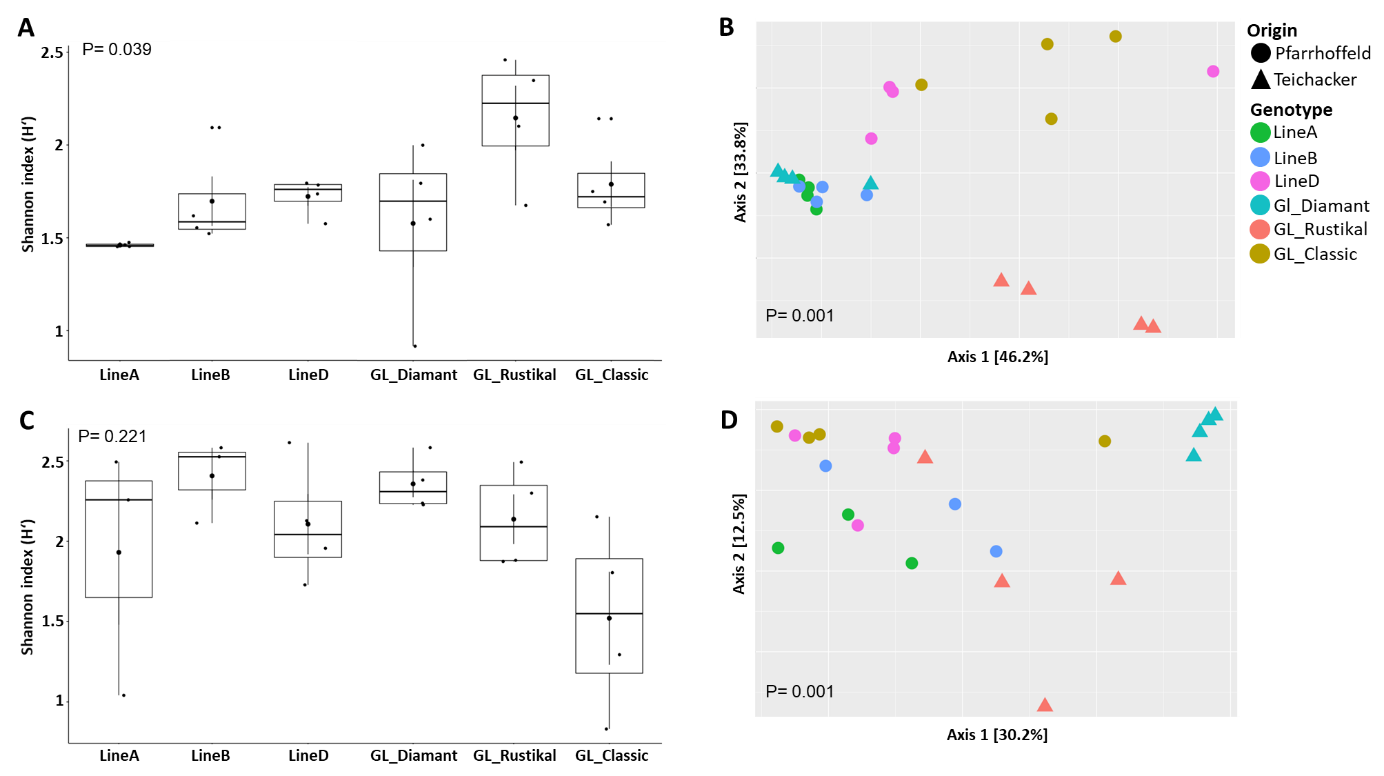 A
P= 0.039
Shannon index (H‘)
2.5
2
1.5
1
LineA LineB LineD GL_Diamant GL_Rustikal GL_Classic
B
Axis 2 [33.8%]
P= 0.001
Axis 1 [46.2%]
Origin
Pfarrhoffeld
Teichacker
Genotype
LineA
LineB
LineD
Gl_Diamant
GL_Rustikal
GL_Classic
C
P= 0.221
Shannon index (H‘)
2.5
2
1.5
1
LineA LineB LineD GL_Diamant GL_Rustikal GL_Classic
D
Axis 2 [12.5%]
P= 0.001
Axis 1 [30.2%]